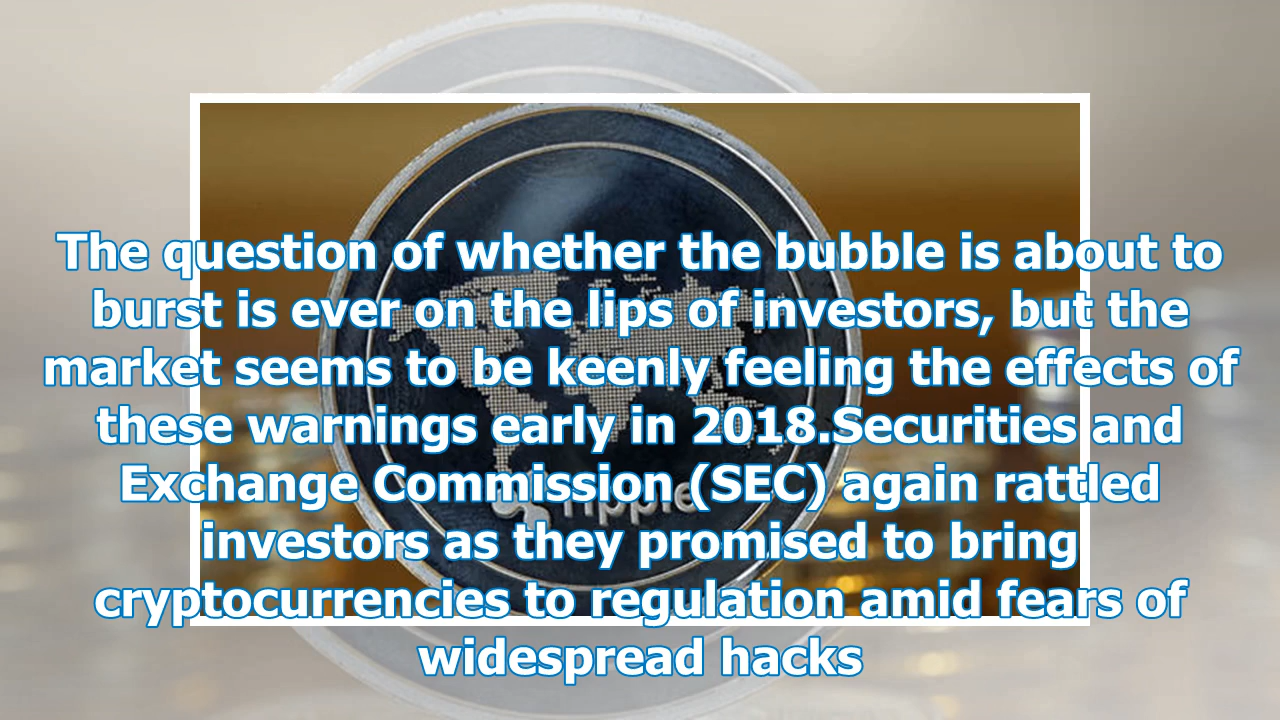 The question of whether the bubble is about to
burst is ever on the lips of investors, but the
market seems to be keenly feeling the effects of
these warnings early in 2018.Securities and
Exchange Commission (SEC) again rattled
ripple
investors as they promised to bring
cryptocurrencies to regulation amid fears of
widespread hacks